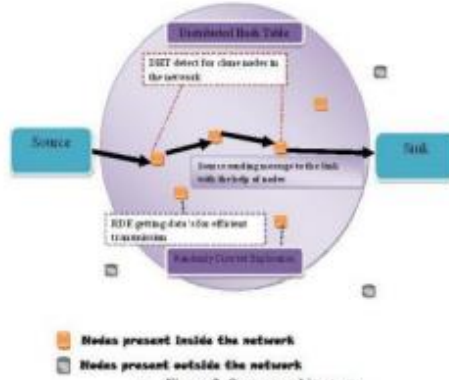 Distributed Hash Table
DHT detect for clone nodes in
the network
Source
Sink
Source sending message to the sink
with the help of nodes
RDE getting data's for efficient
transmission
Randomly Directed Exploration
Nodes present inside the network
Nodes present outside the network